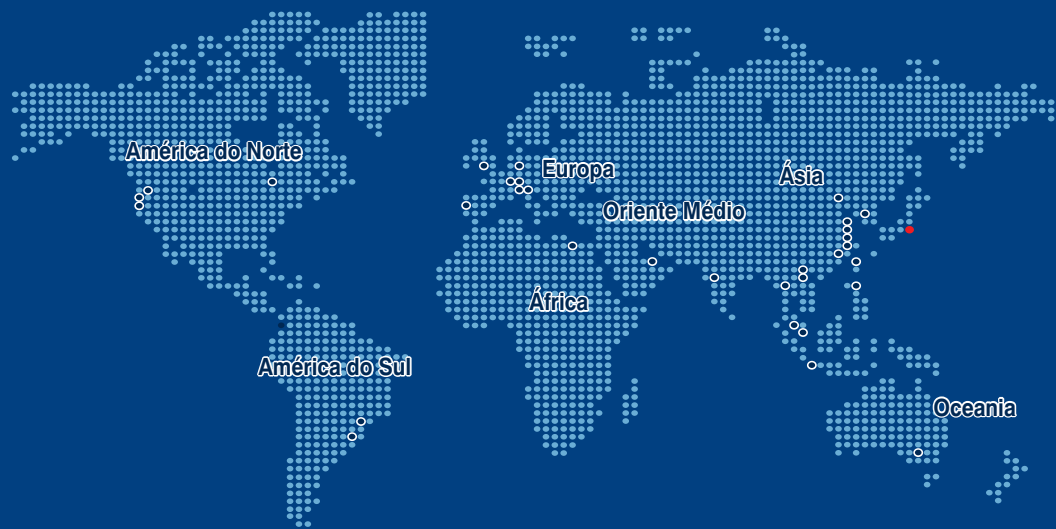 América do Norte
Europa
Ásia
Oriente Médio
África
América do Sul
Oceania